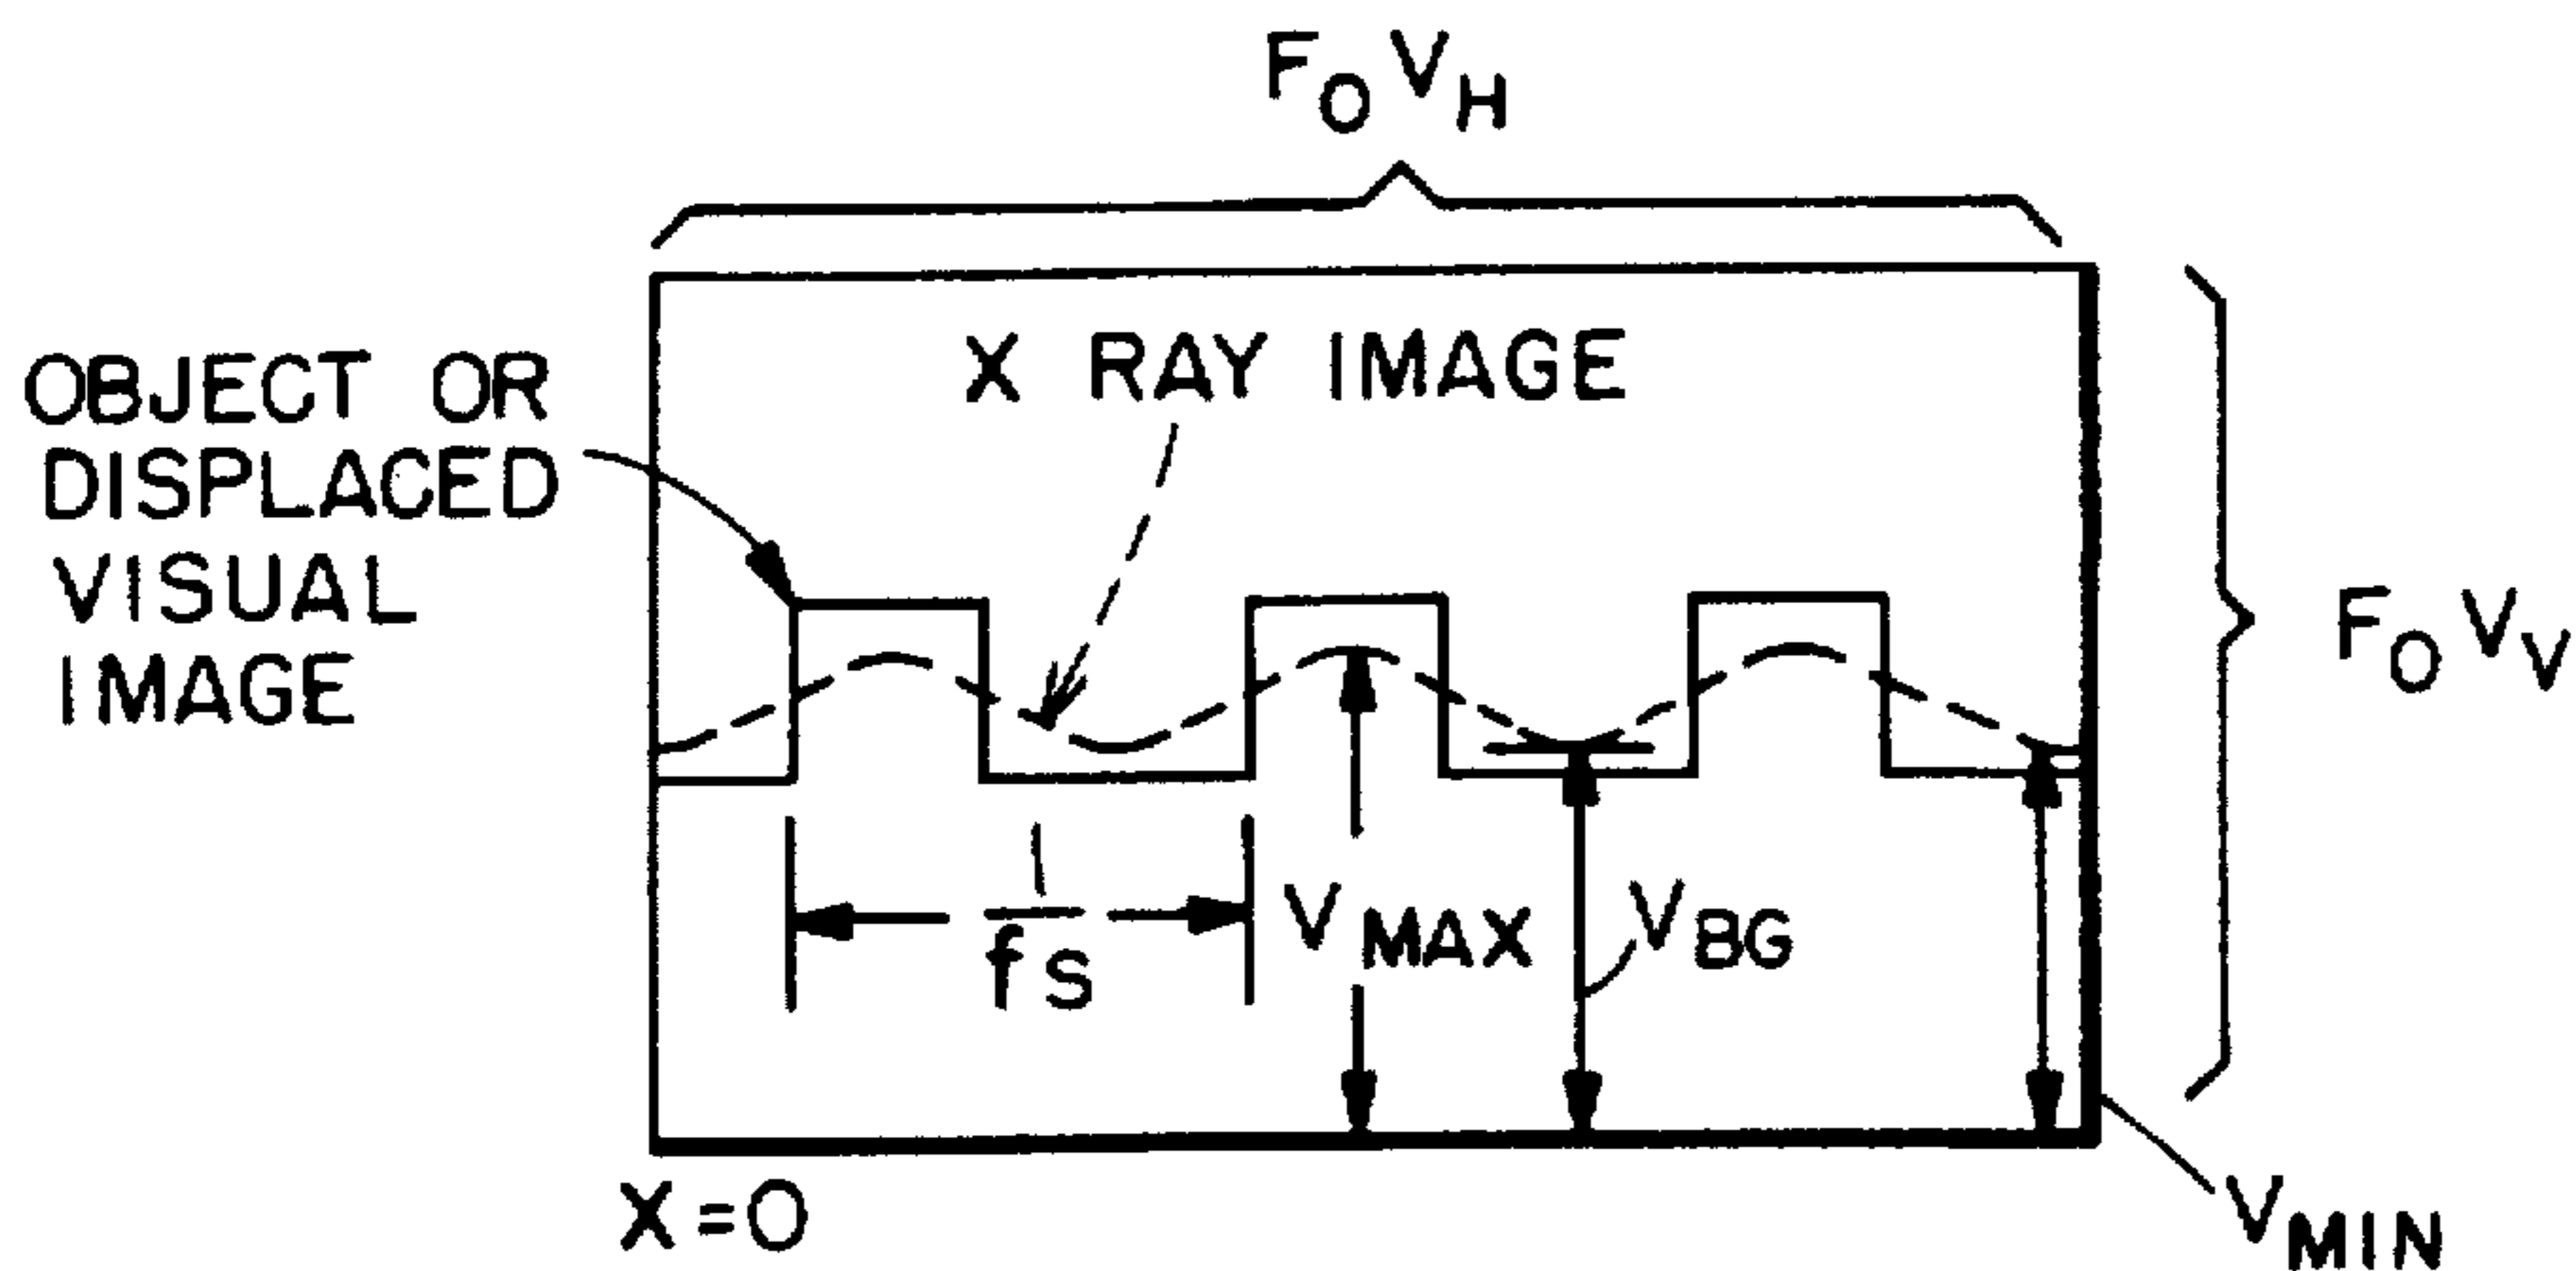 FOVH
X RAY IMAGE
OBJECT OR
DISPLACED
VISUAL
IMAGE
FOVV
1
fS
VMAX
VBG
X=0
VMIN